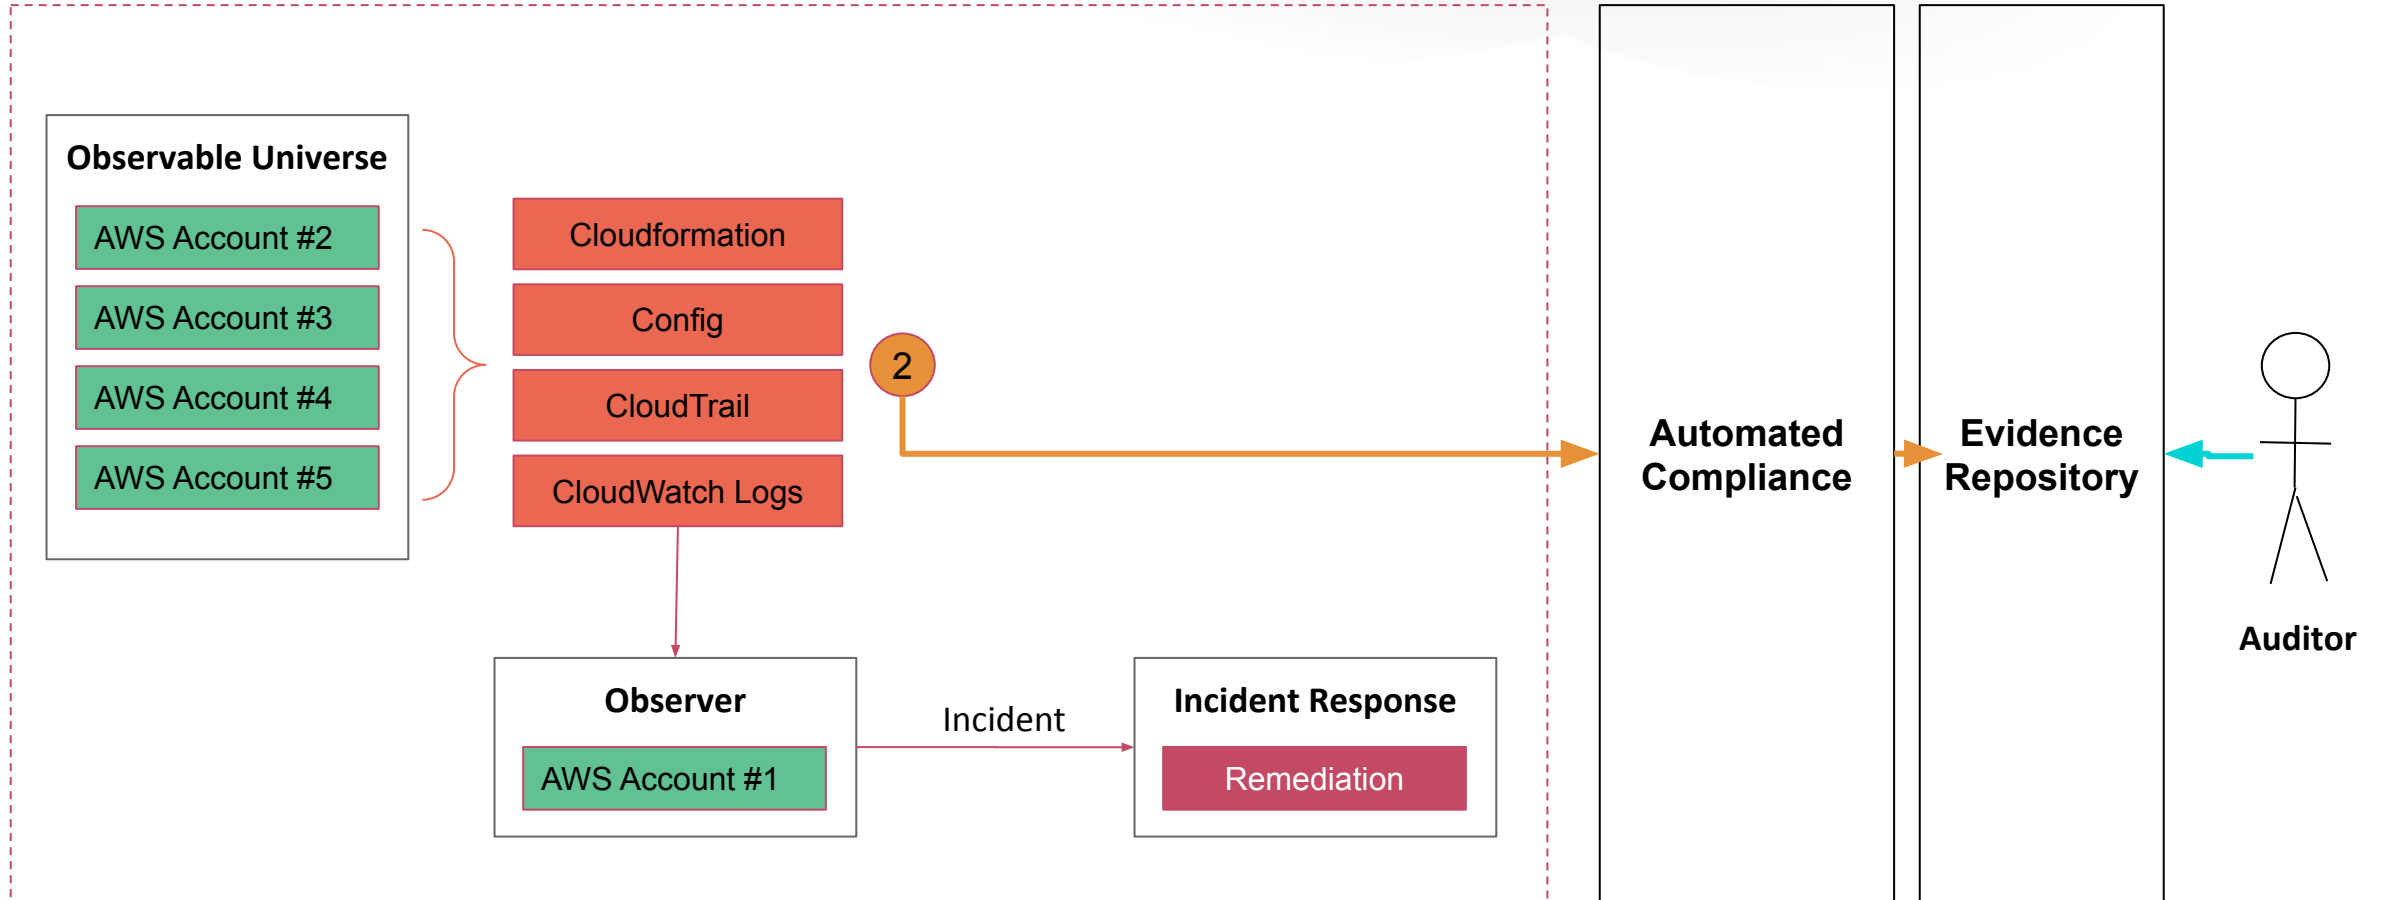 Observable Universe
AWS Account #2
AWS Account #3
AWS Account #4
AWS Account #5
Cloudformation
Config
CloudTrail
CloudWatch Logs
2
Observer
AWS Account #1
Incident
Incident Response
Remediation
Automated
Compliance
Evidence
Repository
Auditor